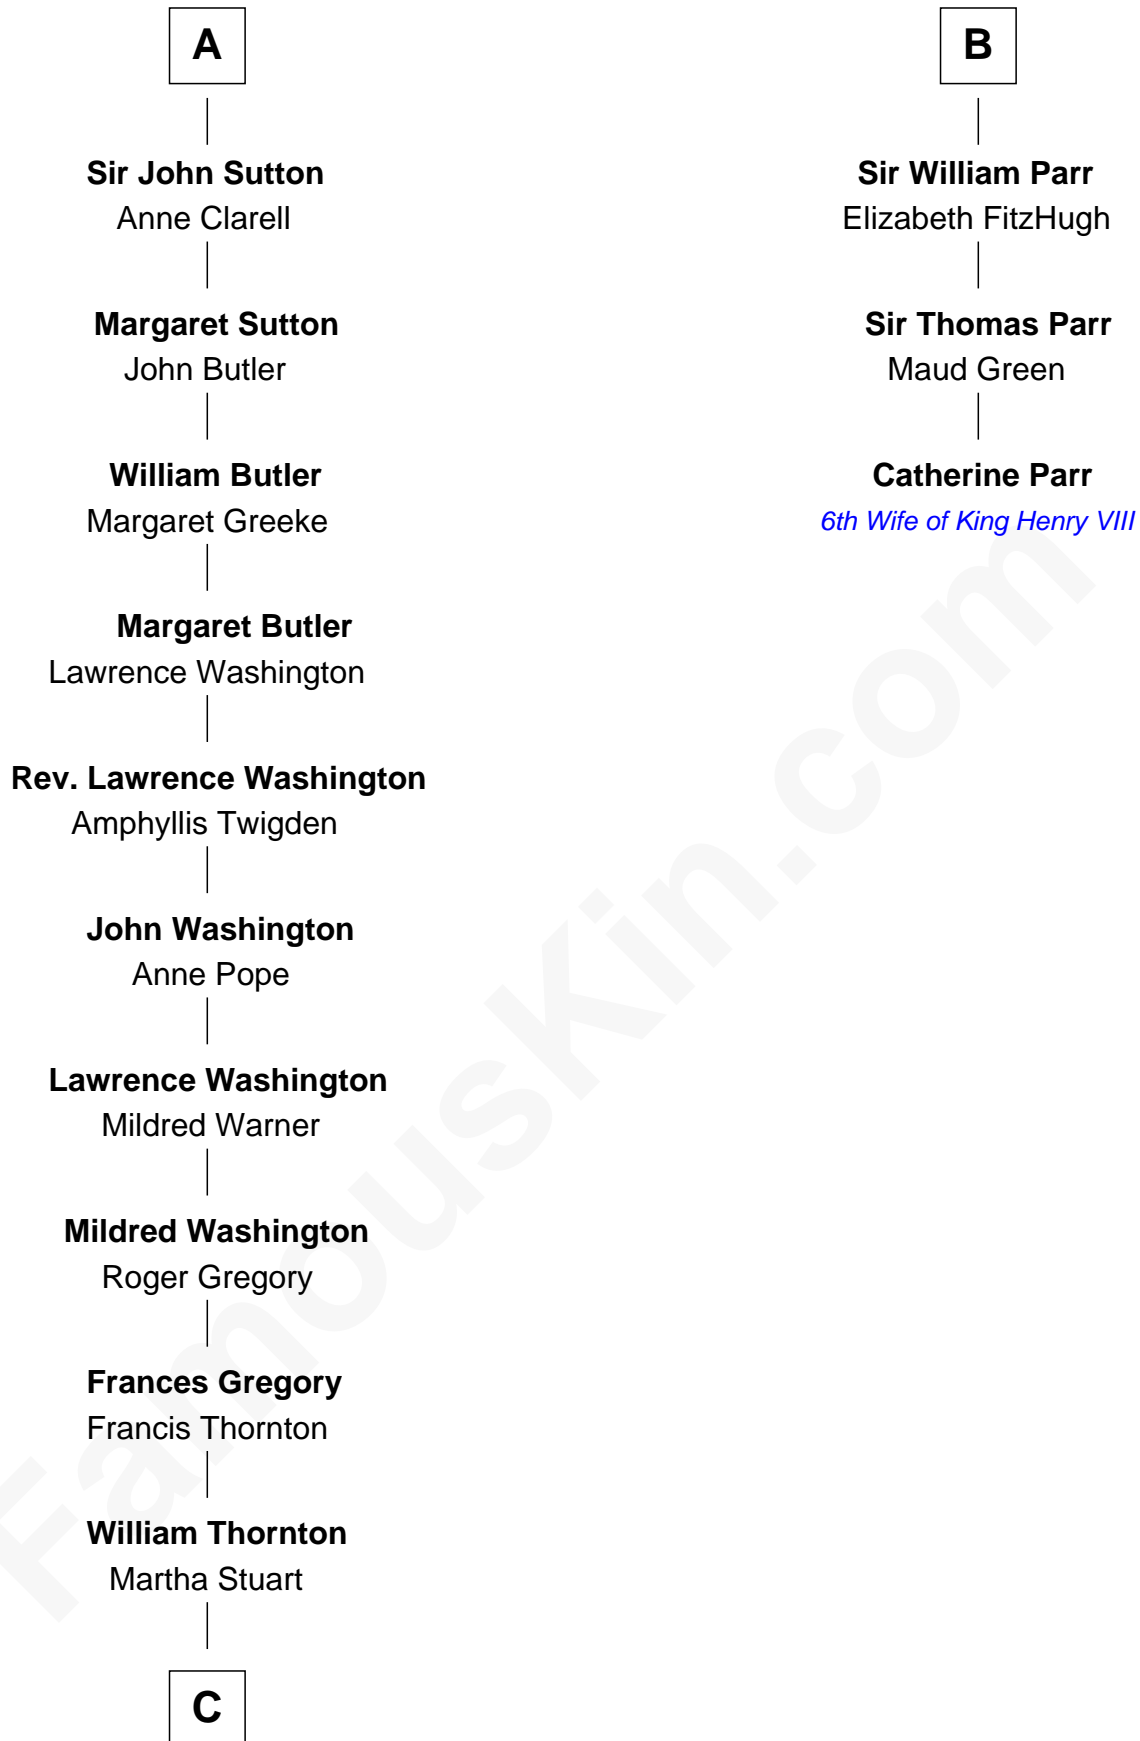 A
Sir John Sutton
Anne Clarell
Margaret Sutton
John Butler
William Butler
Margaret Greeke
Margaret Butler
Lawrence Washington
Rev. Lawrence Washington
Amphyllis Twigden
John Washington
Anne Pope
Lawrence Washington
Mildred Warner
Mildred Washington
Roger Gregory
Frances Gregory
Francis Thornton
William Thornton
Martha Stuart
C
B
Sir William Parr
Elizabeth FitzHugh
Sir Thomas Parr
Maud Green
Catherine Parr
6th Wife of King Henry VIII
FamousKin.com